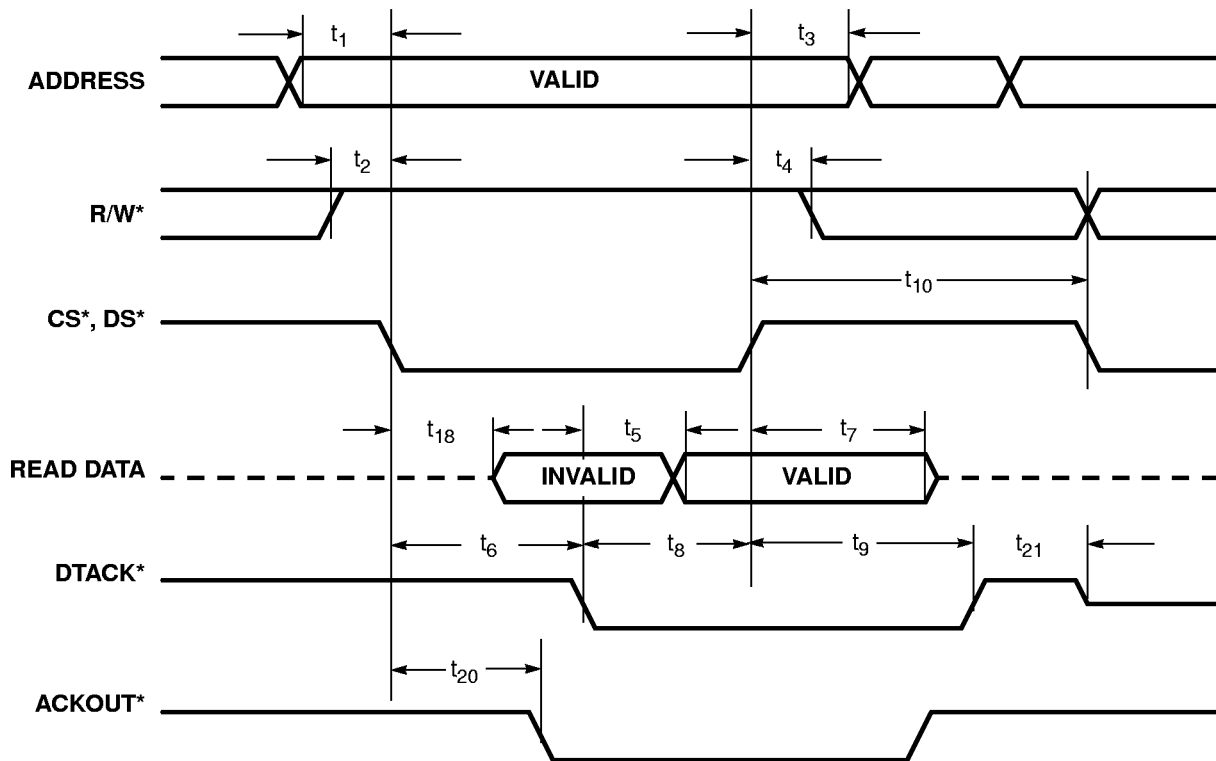 t1
t3
ADDRESS
VALID
t2
t4
R/W*
t10
CS*, DS*
t18
t5
t7
READ DATA
INVALID
VALID
t6
t8
t9
t21
DTACK*
t20
ACKOUT*